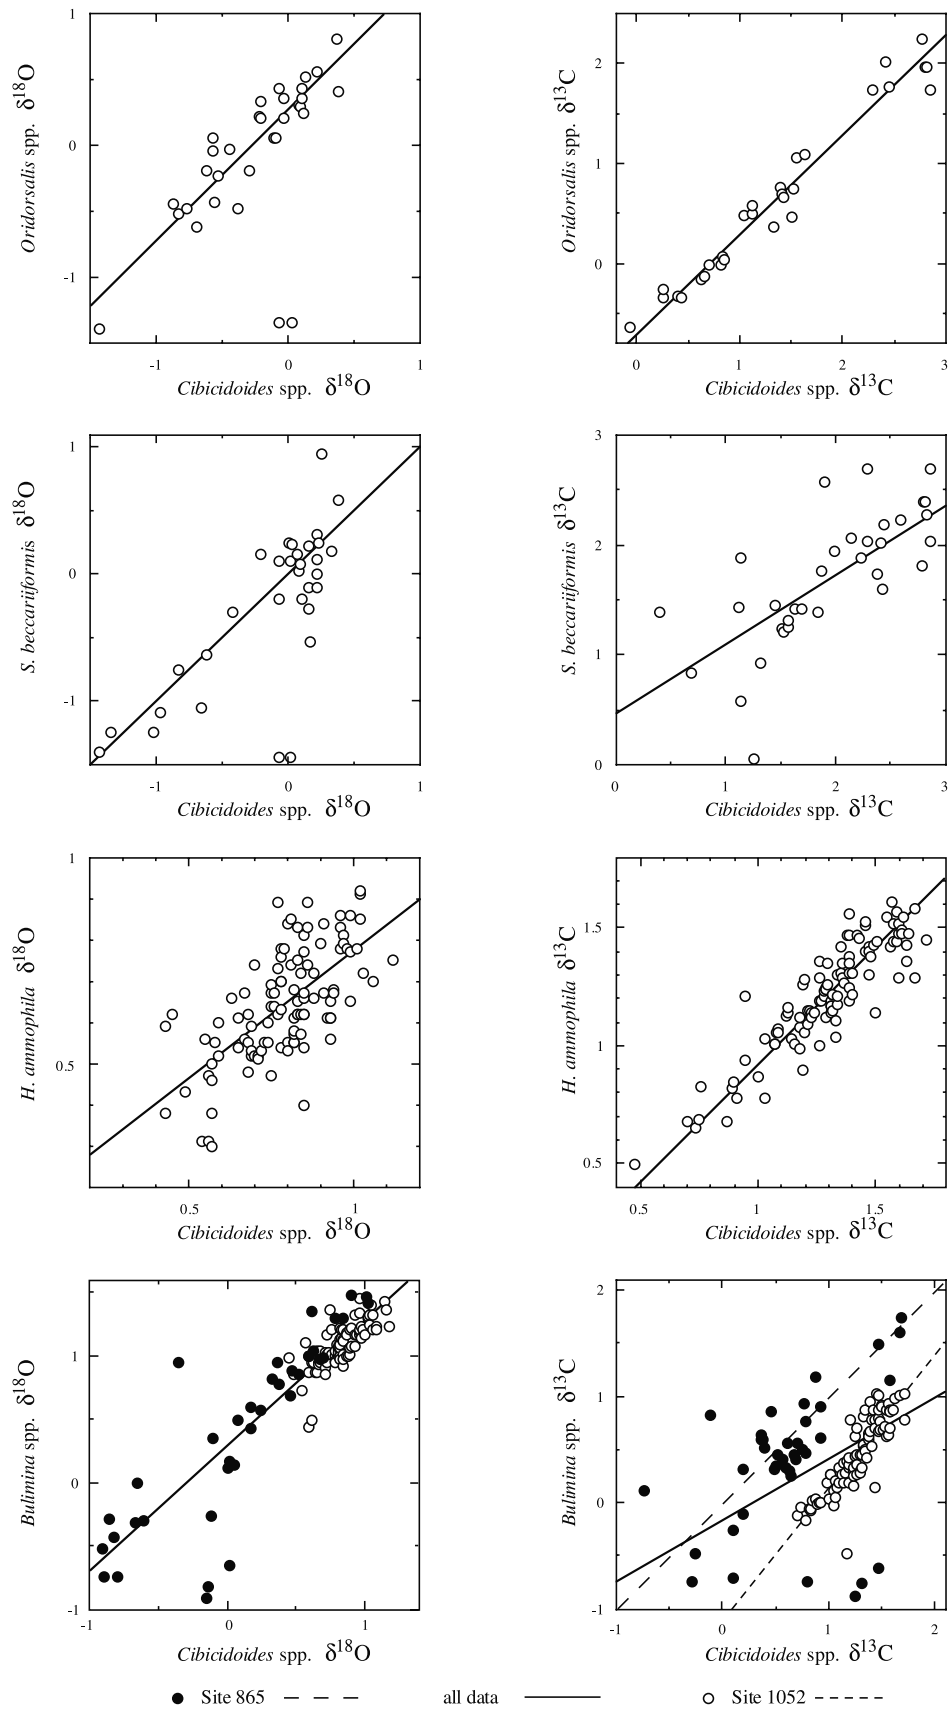 1
0
-1
Oridorsalis spp. δ18O
-1 0 1
Cibicidoides spp. δ18O
2
1
0
Oridorsalis spp. δ13C
0 1 2 3
Cibicidoides spp. δ13C
1
0
-1
S. beccariiformis δ18O
-1 0 1
Cibicidoides spp. δ18O
3
2
1
0
S. beccariiformis δ13C
0 1 2 3
Cibicidoides spp. δ13C
1
0.5
H. ammophila δ18O
0.5 1
Cibicidoides spp. δ18O
1.5
1
0.5
H. ammophila δ13C
0.5 1 1.5
Cibicidoides spp. δ13C
1
0
-1
Bulimina spp. δ18O
-1 0 1
Cibicidoides spp. δ18O
2
1
0
-1
Bulimina spp. δ13C
-1 0 1 2
Cibicidoides spp. δ13C
Site 865 all data Site 1052